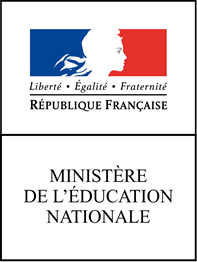 Liberté • Égalité • Fraternité
RÉPUBLIQUE FRANÇAISE
MINISTÈRE
DE L'ÉDUCATION
NATIONALE